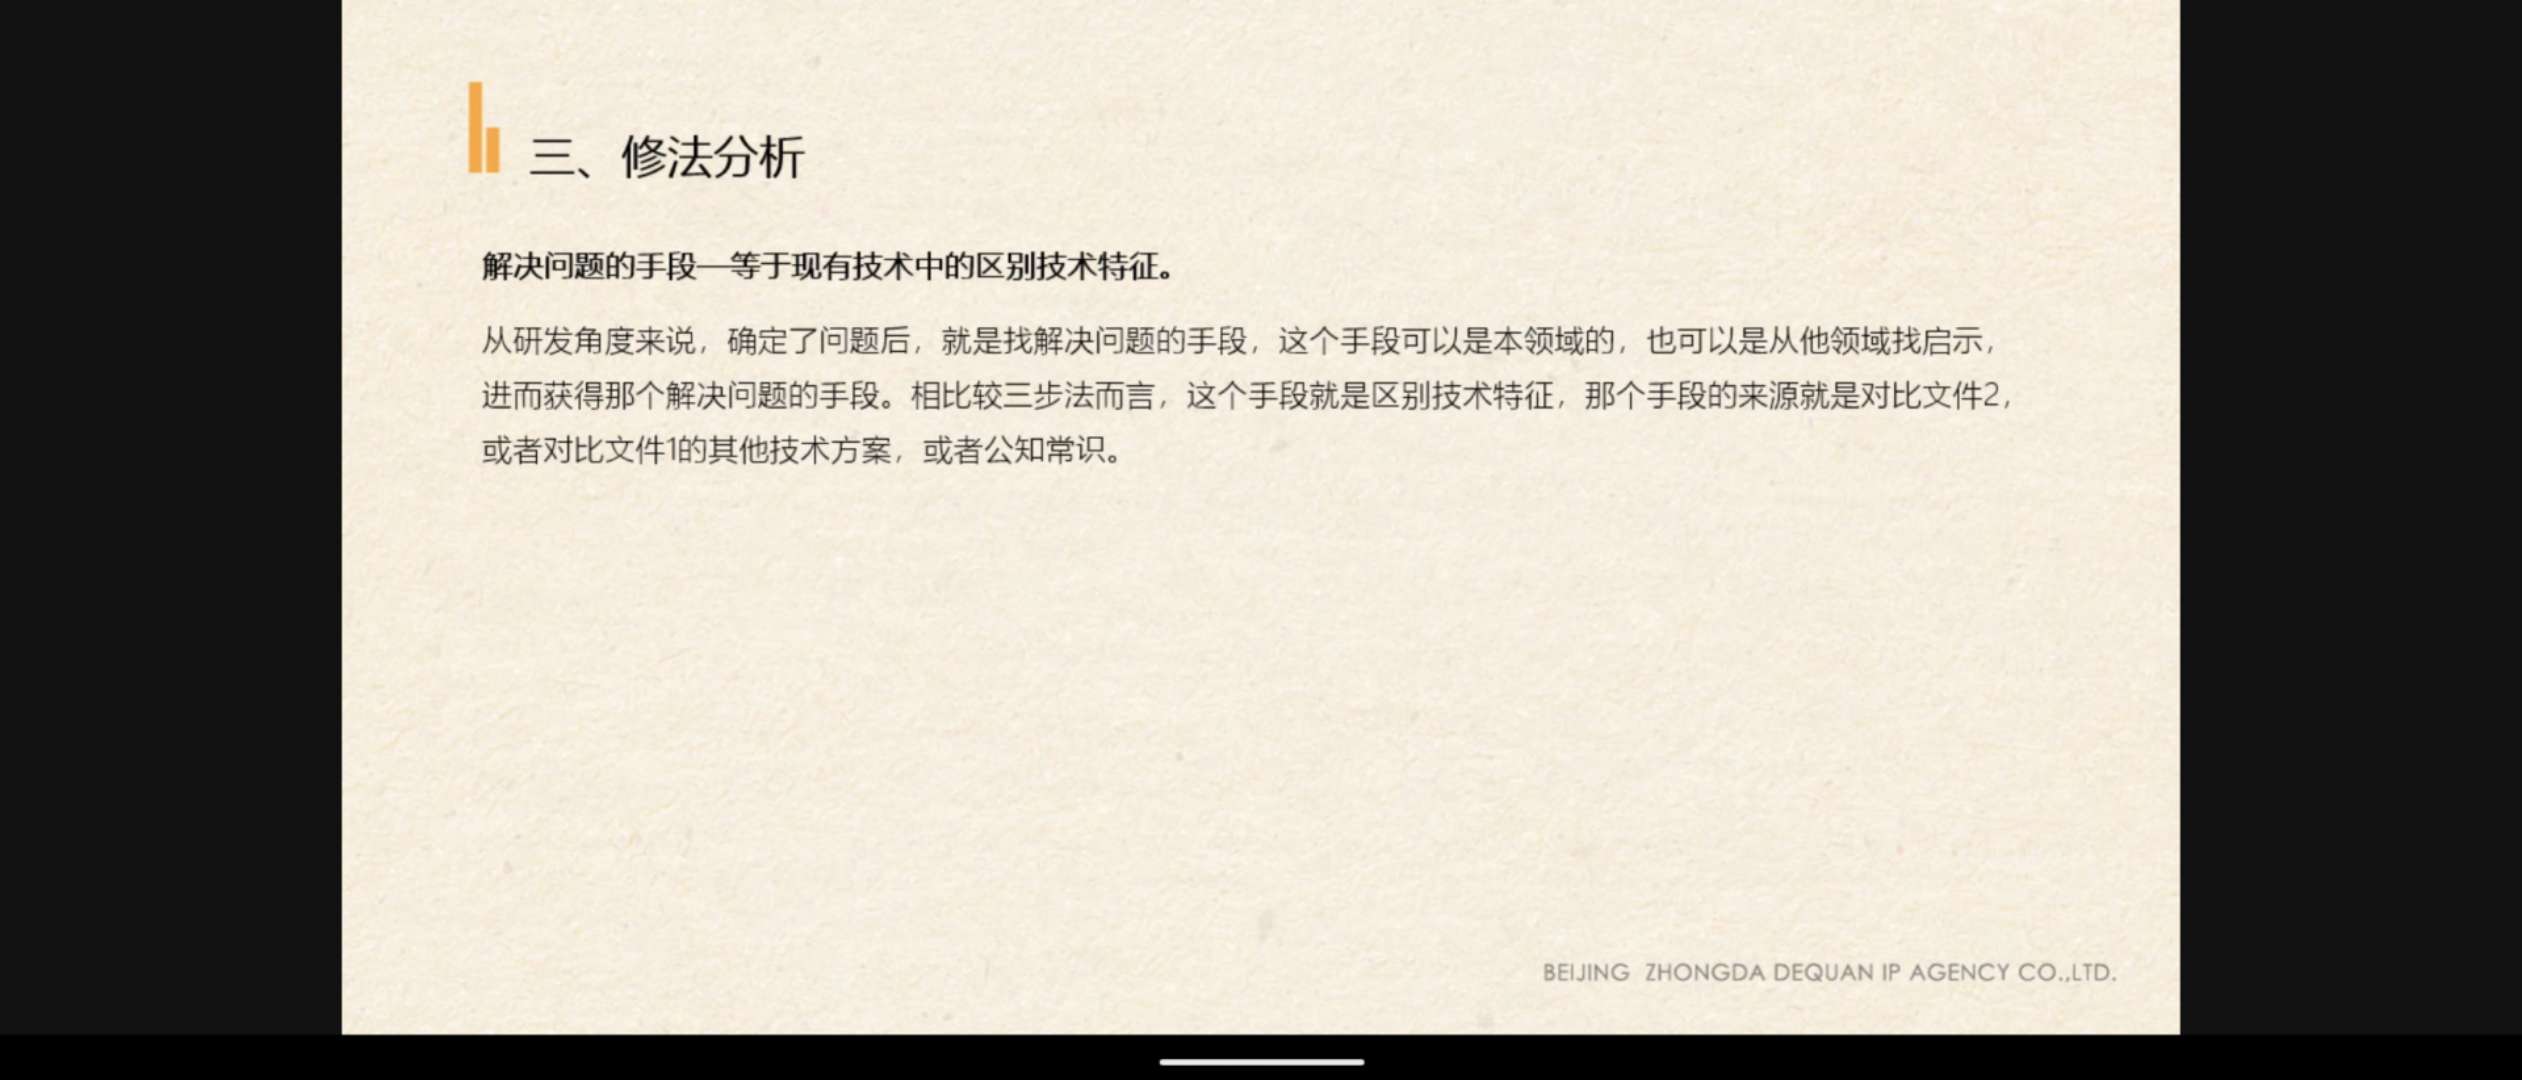 三、修法分析
解决问题的手段—等于现有技术中的区别技术特征。
从研发角度来说，确定了问题后，就是找解决问题的手段，这个手段可以是本领域的，也可以是从他领域找启示，
进而获得那个解决问题的手段。相比较三步法而言，这个手段就是区别技术特征，那个手段的来源就是对比文件2，
或者对比文件1的其他技术方案，或者公知常识。
BEIJING ZHONGDA DEQUAN IP AGENCY CO.,LTD.